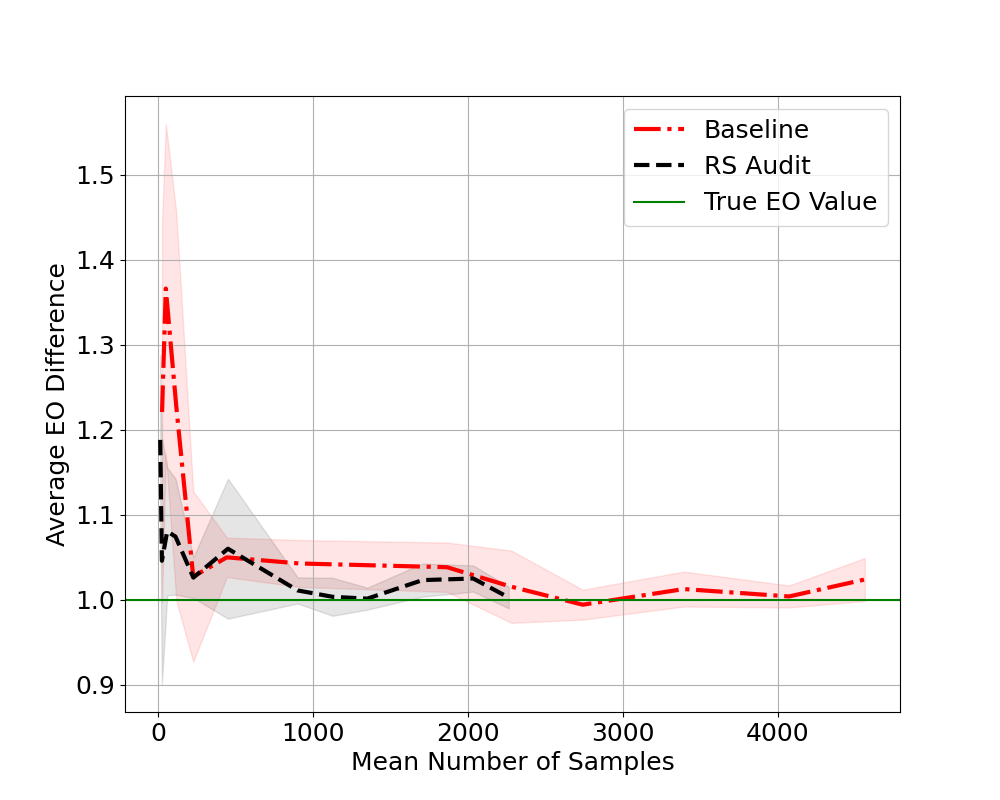 Baseline
RS Audit
True EO Value
1.5
1.4
1.3
1.2
1.1
1.0
0.9
Average EO Difference
0 1000 2000 3000 4000
Mean Number of Samples